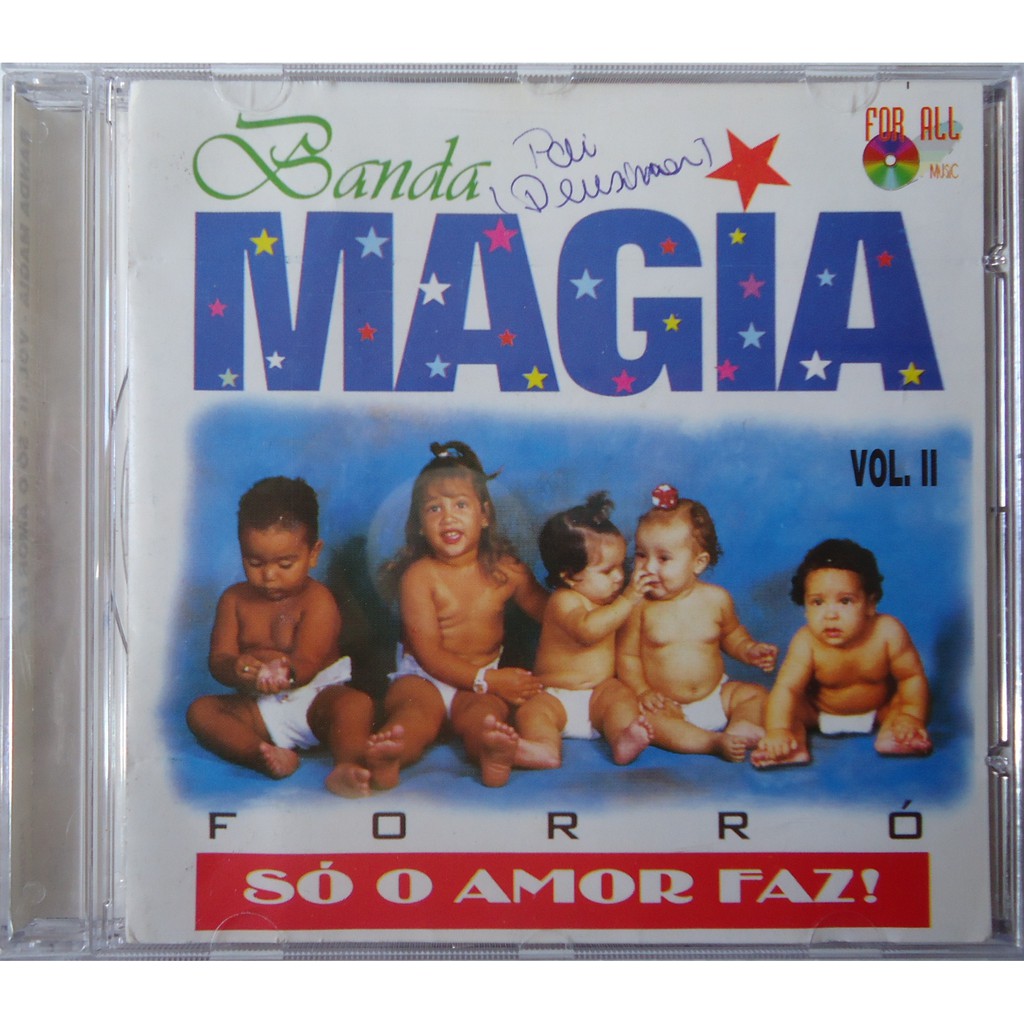 Banda
MAGIA
FOR ALL
MUSIC
VOL. II
FORRÓ
SÓ O AMOR FAZ!